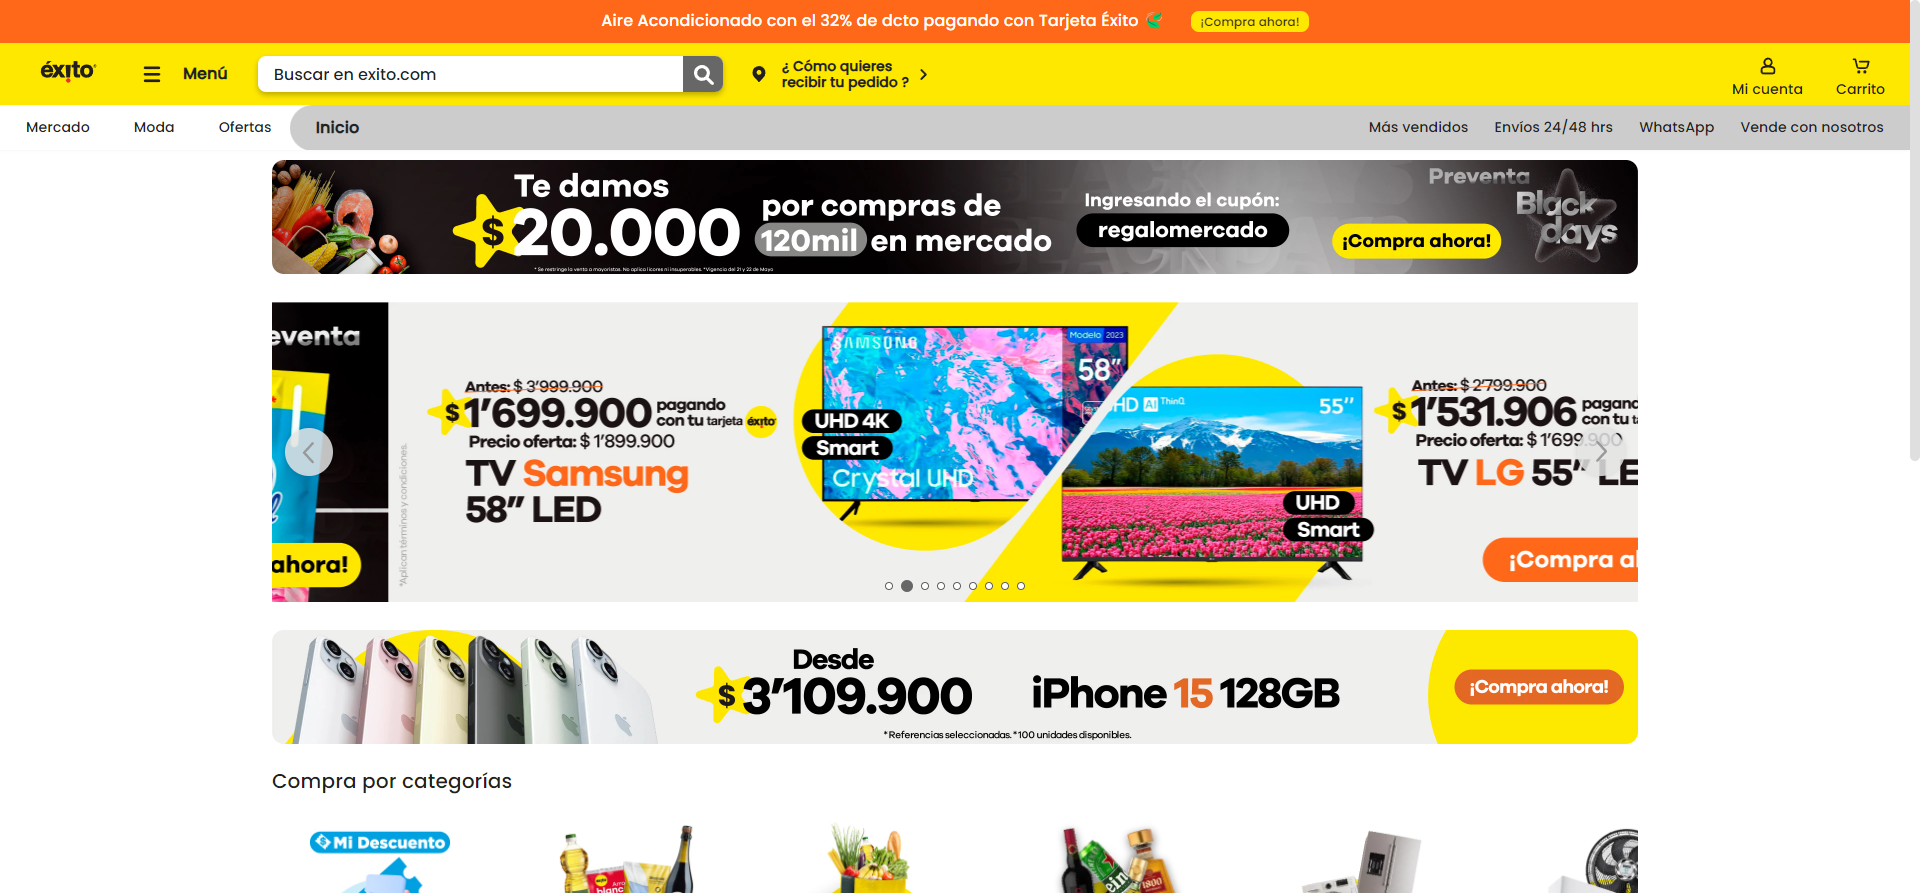 Aire Acondicionado con el 32% de dcto pagando con Tarjeta Éxito
¡Compra ahora!
éxito
Menú
Buscar en exito.com
¿ Cómo quieres
recibir tu pedido ?
Mi cuenta
Carrito
Mercado
Moda
Ofertas
Inicio
Más vendidos
Envíos 24/48 hrs
WhatsApp
Vende con nosotros
Te damos
$20.000
por compras de
120mil en mercado
* Se restringe la venta a mayoristas. No aplica licores ni insuperables. *Vigencia del 21 y 22 de Mayo
Ingresando el cupón:
regalomercado
¡Compra ahora!
Preventa
Black
days
eventa
ahora!
*Aplican términos y condiciones.
Antes: $ 3'999.900
$1'699.900 pagando
con tu tarjeta éxito
Precio oferta: $ 1'899.900
TV Samsung
58" LED
SAMSUNG
Modelo 2023
58"
UHD 4K
Smart
Crystal UHD
UHD AI ThinQ
55"
UHD
Smart
Antes: $ 2'799.900
$1'531.906 pagand
con tu t
Precio oferta: $ 1'699.900
TV LG 55" LE
¡Compra a
Desde
$3'109.900
iPhone 15 128GB
*Referencias seleccionadas. *100 unidades disponibles.
¡Compra ahora!
Compra por categorías
$ Mi Descuento